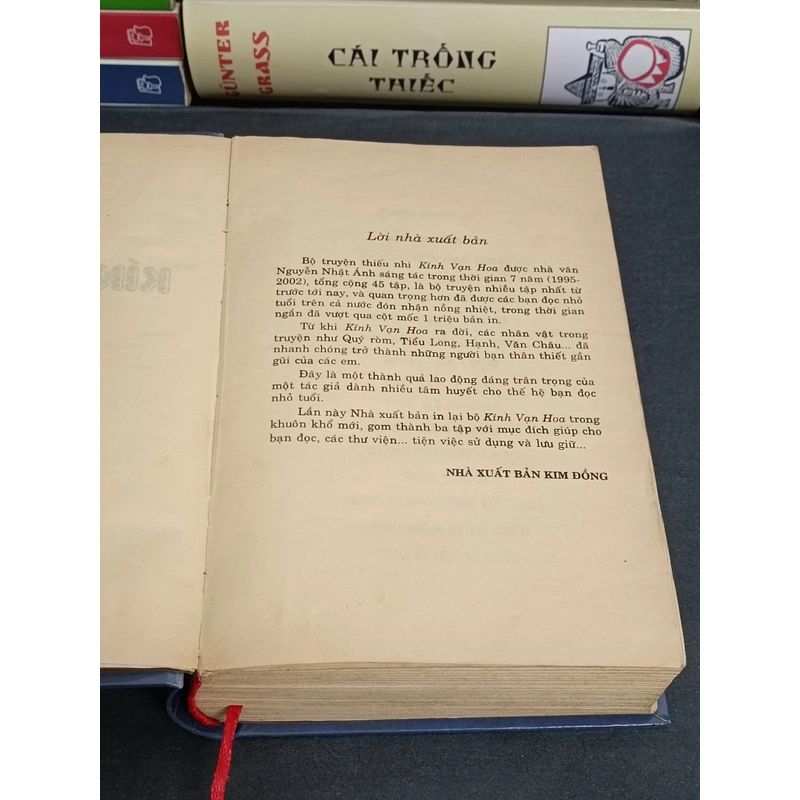 GÜNTER
GRASS
CÁI TRỐNG
THIẾC
KÍN
Lời nhà xuất bản
Bộ truyện thiếu nhi Kính Vạn Hoa được nhà văn
Nguyễn Nhật Ánh sáng tác trong thời gian 7 năm (1995-
2002), tổng cộng 45 tập, là bộ truyện nhiều tập nhất từ
trước tới nay, và quan trọng hơn đã được các bạn đọc nhỏ
tuổi trên cả nước đón nhận nồng nhiệt, trong thời gian
ngắn đã vượt qua cột mốc 1 triệu bản in.
Từ khi Kính Vạn Hoa ra đời, các nhân vật trong
truyện như Quý ròm, Tiểu Long, Hạnh, Văn Châu... đã
nhanh chóng trở thành những người bạn thân thiết gần
gũi của các em.
Đây là một thành quả lao động đáng trân trọng của
một tác giả dành nhiều tâm huyết cho thế hệ bạn đọc
nhỏ tuổi.
Lần này Nhà xuất bản in lại bộ Kính Vạn Hoa trong
khuôn khổ mới, gom thành ba tập với mục đích giúp cho
bạn đọc, các thư viện... tiện việc sử dụng và lưu giữ...
NHÀ XUẤT BẢN KIM ĐỒNG